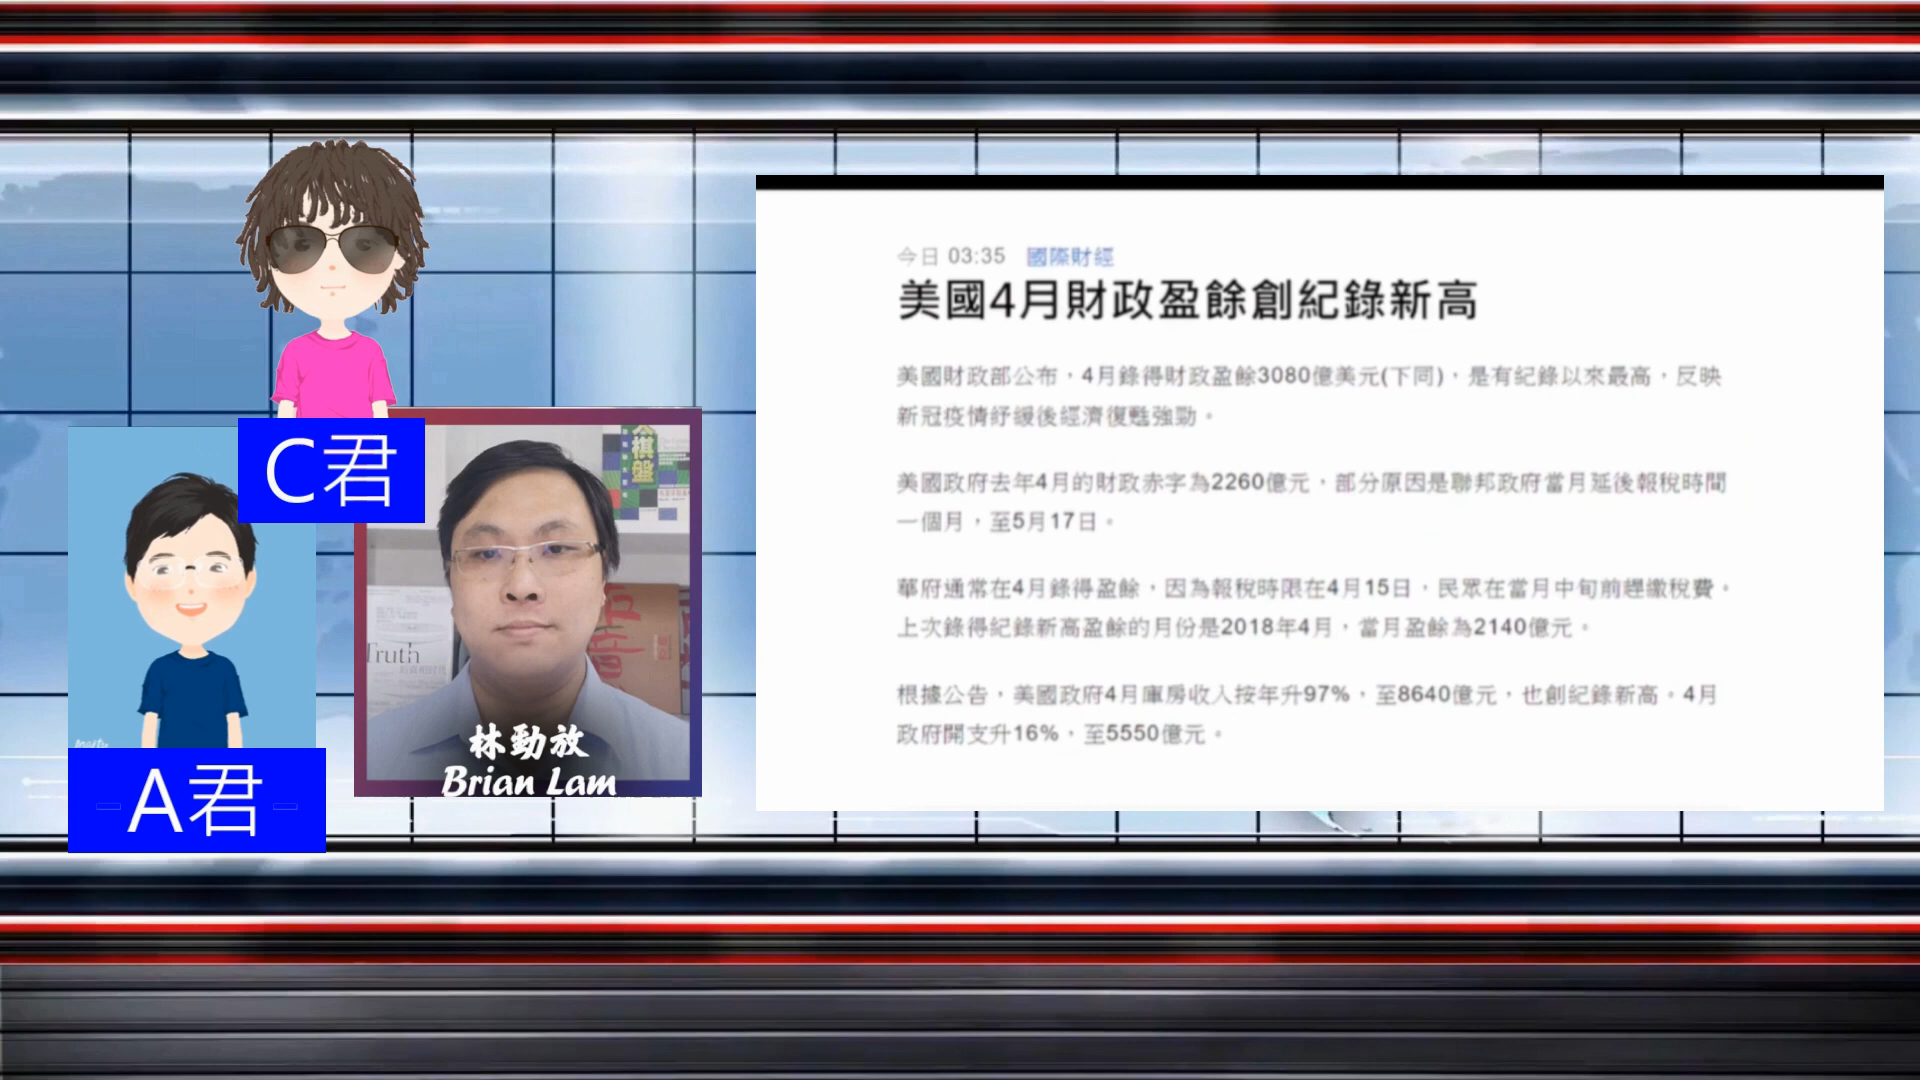 C君
A君
Truth
林勁放
Brian Lam
今日 03:35 國際財經
美國4月財政盈餘創紀錄新高
美國財政部公布，4月錄得財政盈餘3080億美元(下同)，是有紀錄以來最高，反映
新冠疫情紓緩後經濟復甦強勁。
美國政府去年4月的財政赤字為2260億元，部分原因是聯邦政府當月延後報稅時間
一個月，至5月17日。
華府通常在4月錄得盈餘，因為報稅時限在4月15日，民眾在當月中旬前趕繳稅費。
上次錄得紀錄新高盈餘的月份是2018年4月，當月盈餘為2140億元。
根據公告，美國政府4月庫房收入按年升97%，至8640億元，也創紀錄新高。4月
政府開支升16%，至5550億元。